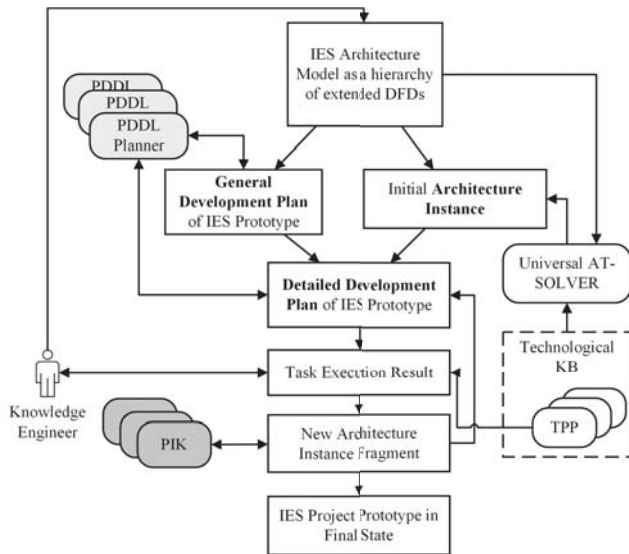 IES Architecture
Model as a hierarchy
of extended DFDs
PDDL
PDDL
PDDL
Planner
General
Development Plan
of IES Prototype
Initial Architecture
Instance
Universal AT-
SOLVER
Detailed Development
Plan of IES Prototype
Technological
KB
Task Execution Result
TPP
Knowledge
Engineer
PIK
New Architecture
Instance Fragment
IES Project Prototype in
Final State